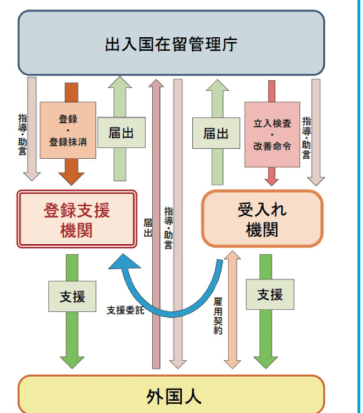 出入国在留管理庁
指導・助言
登録
・
登録抹消
届出
届出
立入検査
・
改善命令
指導・助言
登録支援
機関
届出
指導・助言
受入れ
機関
支援
支援委託
雇用契約
支援
外国人